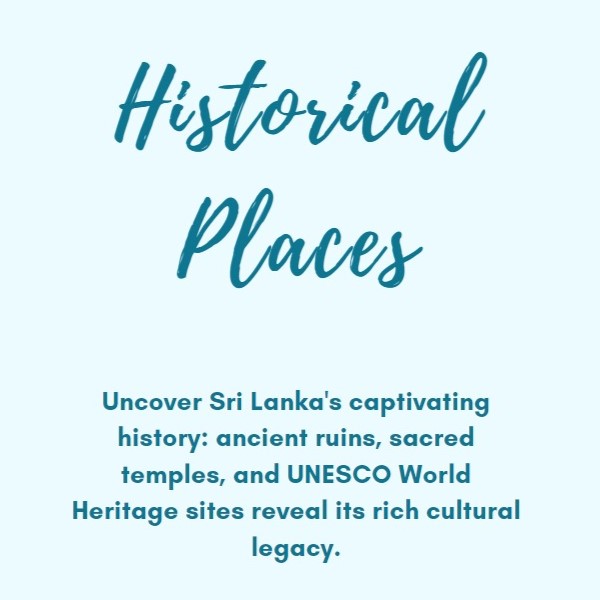 Historical
Places
Uncover Sri Lanka's captivating
history: ancient ruins, sacred
temples, and UNESCO World
Heritage sites reveal its rich cultural
legacy.